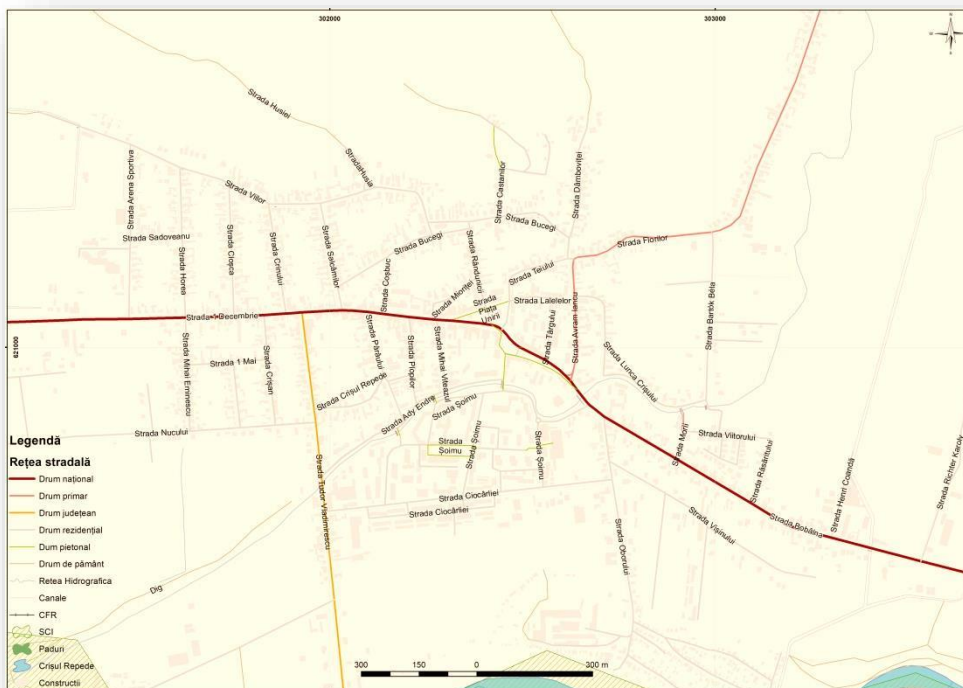 302000
303000
N
Strada Husiei
StradaHusia
Strada Arena Sportiva
Strada Viilor
Strada Castanilor
Strada Dâmboviței
Strada Bucegi
Strada Sadoveanu
Strada Cloșca
Strada Crinului
Strada Salcâmilor
Strada Bucegi
Strada Rândunicii
Strada Florilor
Strada Horea
Strada Coșbuc
Strada Teiului
Strada Mioriței
Strada
Piața
Unirii
Strada Lalelelor
Strada Bartók Béla
Strada 1 Decembrie
Strada Târgului
Strada Avram Iancu
621000
Strada Mihai Eminescu
Strada 1 Mai
Strada Crișan
Strada Pârâului
Strada Plopilor
Strada Mihai Viteazul
Strada Lunca Crișului
Strada Crișul Repede
Strada Ady Endre
Strada Șoimu
Strada Nucului
Strada
Șoimu
Strada Șoimu
Strada Șoimu
Strada Morii
Strada Viitorului
Strada Răsăritului
Strada Henri Coandă
Strada Richter Karoly
Strada Tudor Vladimirescu
Strada Ciocârliei
Strada Ciocârliei
Strada Vișinului
Strada Bobâlna
Strada Oborului
Dig
Legendă
Rețea stradală
Drum național
Drum primar
Drum județean
Drum rezidențial
Dum pietonal
Drum de pământ
Retea Hidrografica
Canale
CFR
SCI
Paduri
Crișul Repede
Constructii
300 150 0 300 m